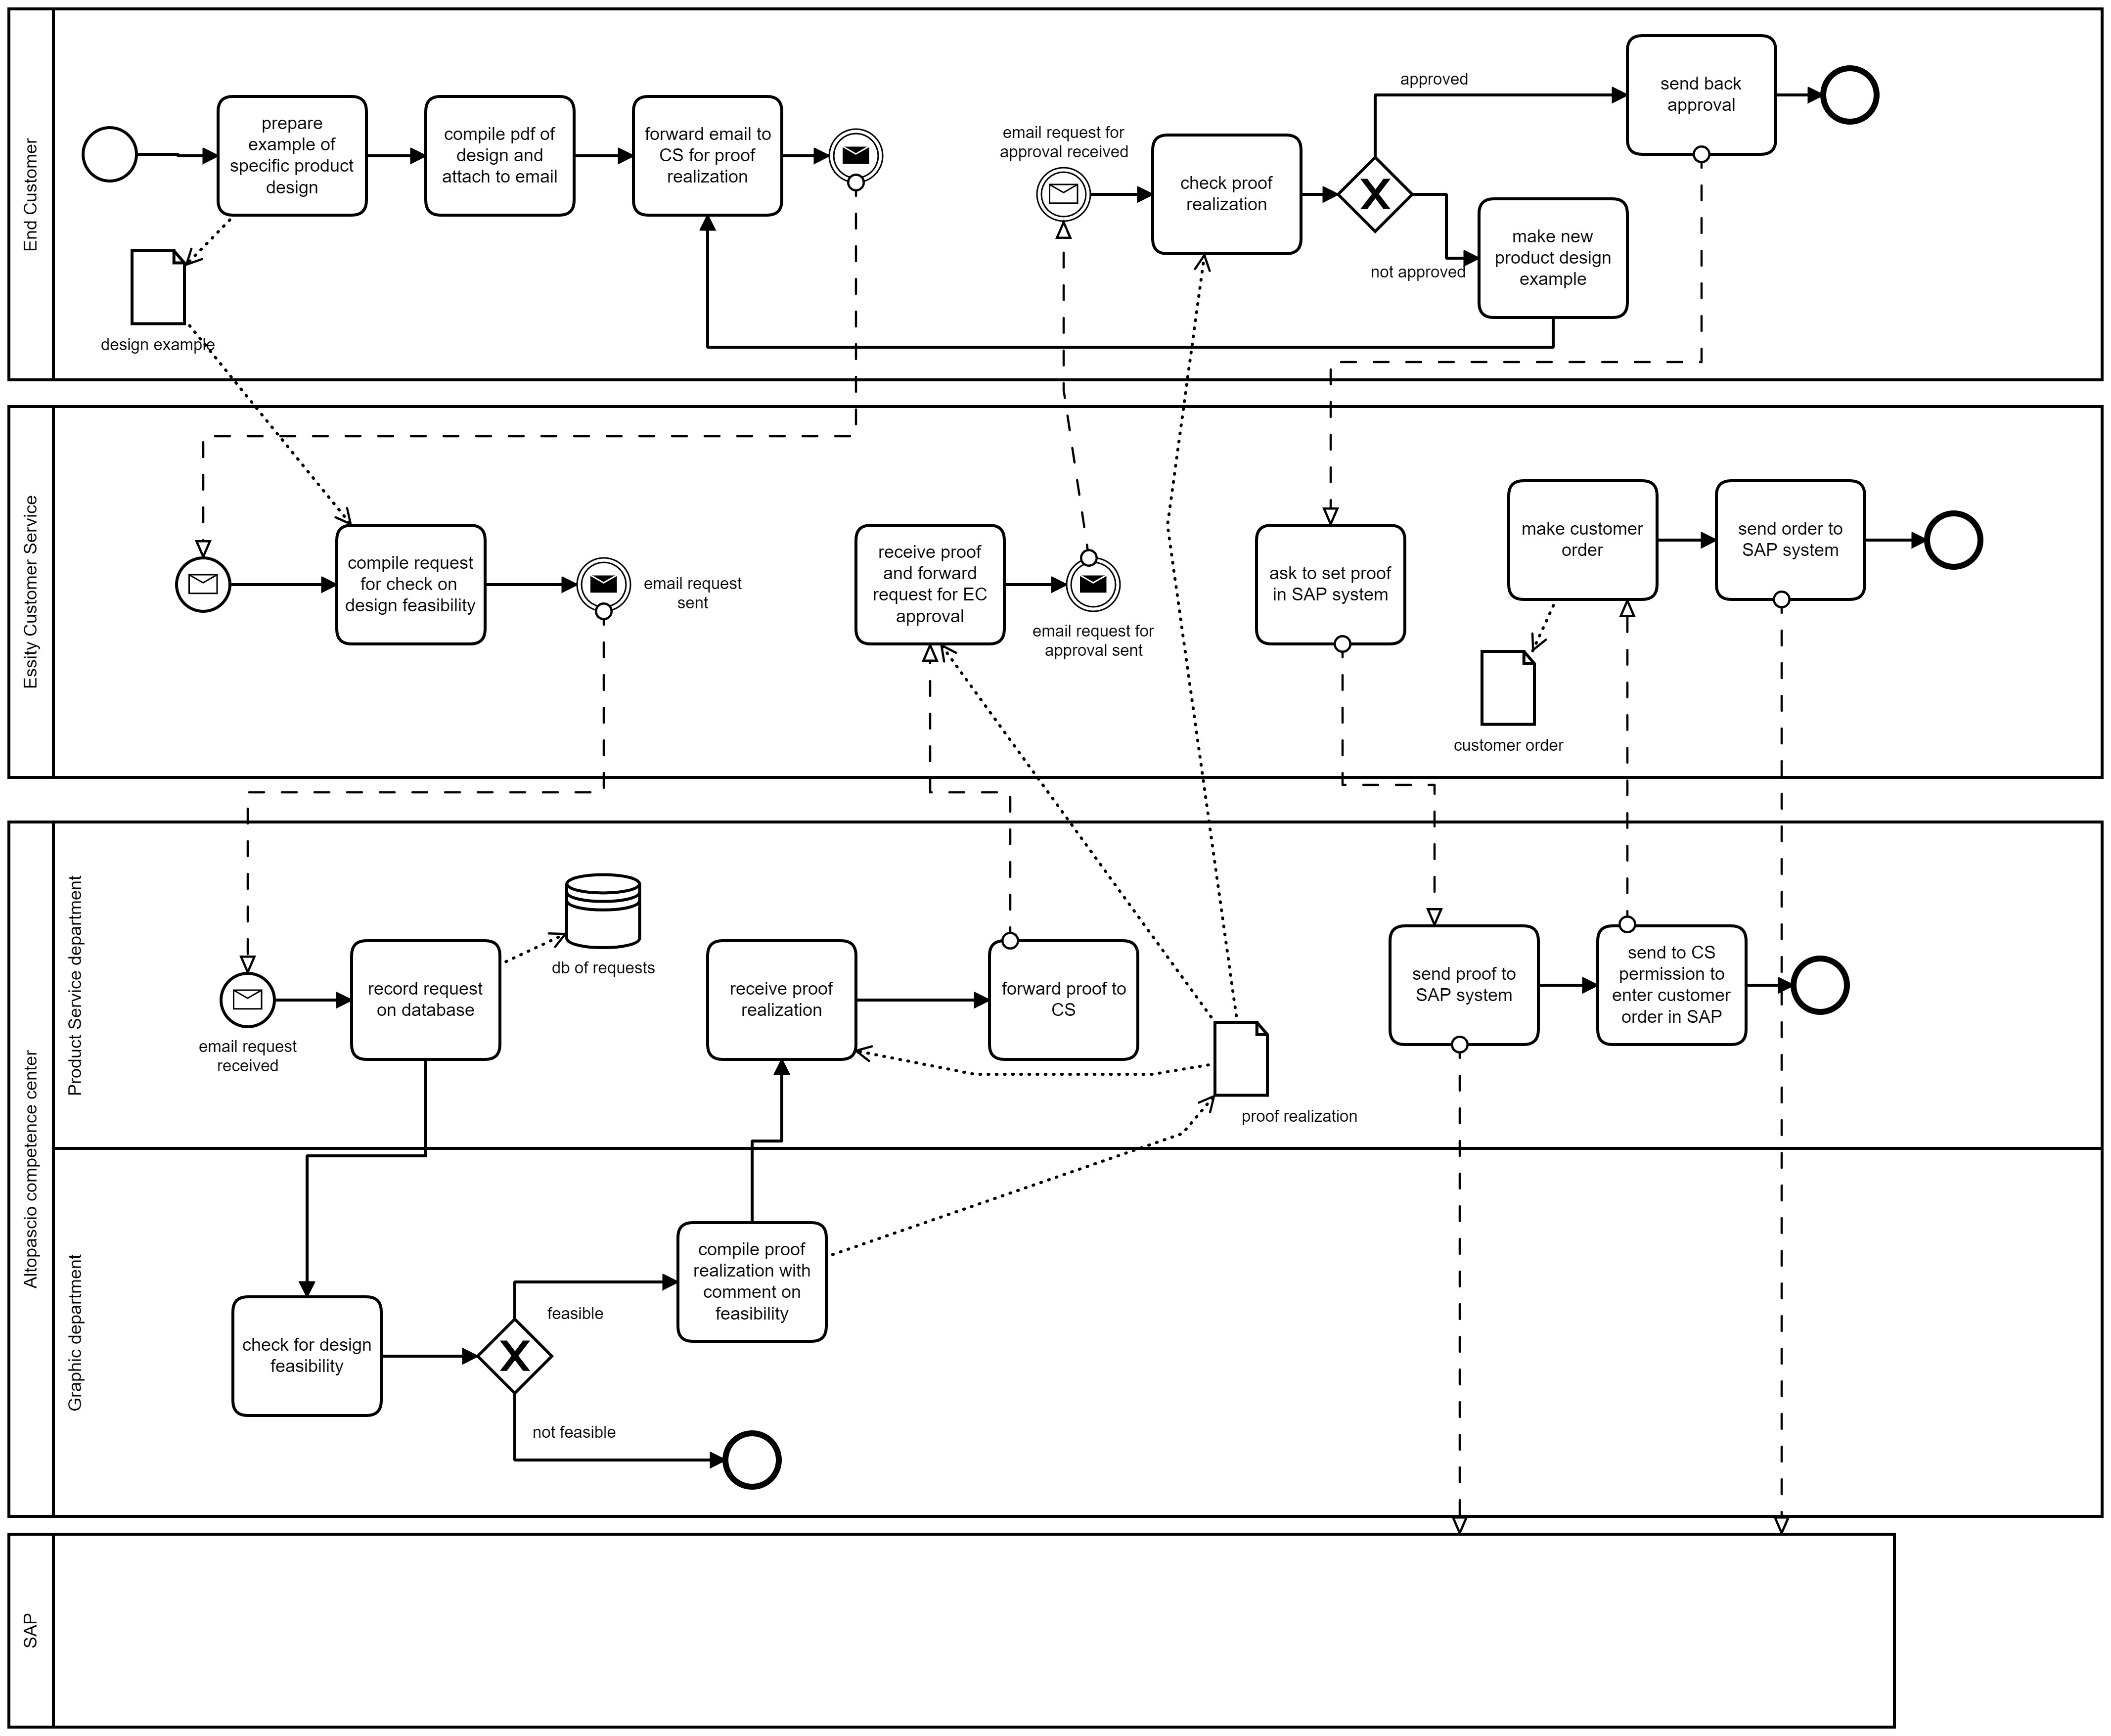 End Customer
prepare
example of
specific product
design
compile pdf of
design and
attach to email
forward email to
CS for proof
realization
design example
email request for
approval received
check proof
realization
approved
not approved
send back
approval
make new
product design
example
Essity Customer Service
compile request
for check on
design feasibility
email request
sent
receive proof
and forward
request for EC
approval
email request for
approval sent
ask to set proof
in SAP system
make customer
order
customer order
send order to
SAP system
Altopascio competence center
Product Service department
email request
received
record request
on database
db of requests
receive proof
realization
forward proof to
CS
proof realization
send proof to
SAP system
send to CS
permission to
enter customer
order in SAP
Graphic department
check for design
feasibility
feasible
not feasible
compile proof
realization with
comment on
feasibility
SAP